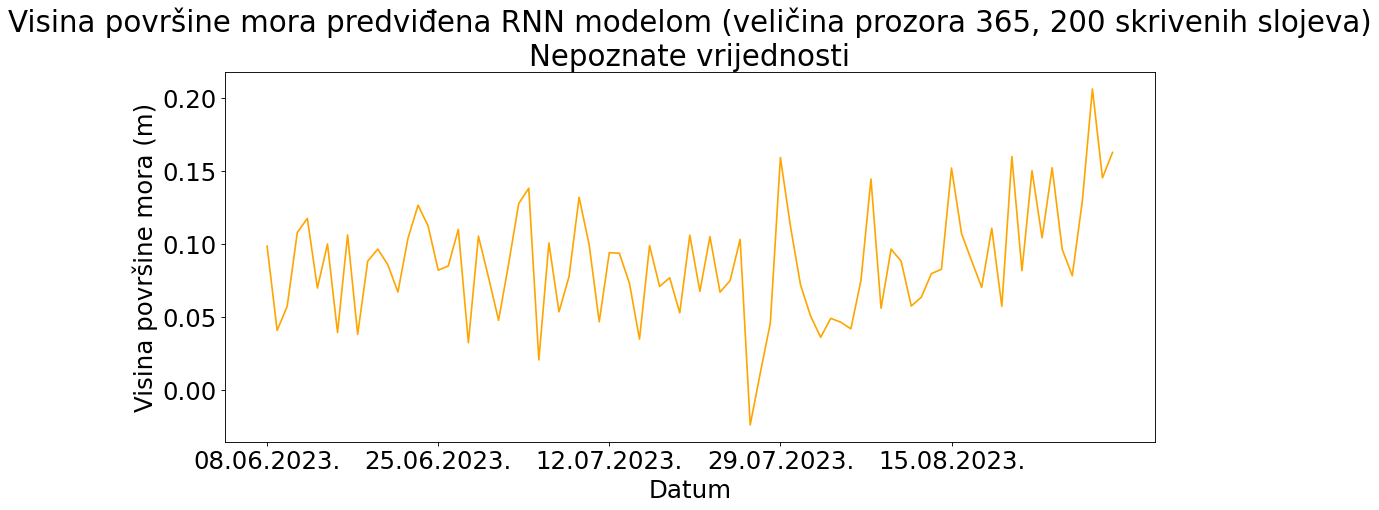 Visina površine mora predviđena RNN modelom (veličina prozora 365, 200 skrivenih slojeva)
Nepoznate vrijednosti
Visina površine mora (m)
0.20
0.15
0.10
0.05
0.00
08.06.2023. 25.06.2023. 12.07.2023. 29.07.2023. 15.08.2023.
Datum